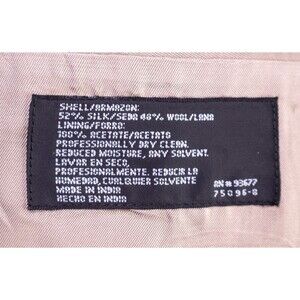 SHELL/ARMAZON:
52% SILK/SEDA 48% WOOL/LANA
LINING/FORRO:
100% ACETATE/ACETATO
PROFESSIONALLY DRY CLEAN.
REDUCED MOISTURE, ANY SOLVENT.
LAVAR EN SECO,
PROFESIONALMENTE. REDUCIR LA
HUMEDAD, CUALQUIER SOLVENTE
MADE IN INDIA
HECHO EN INDIA
RN# 93677
75096-8